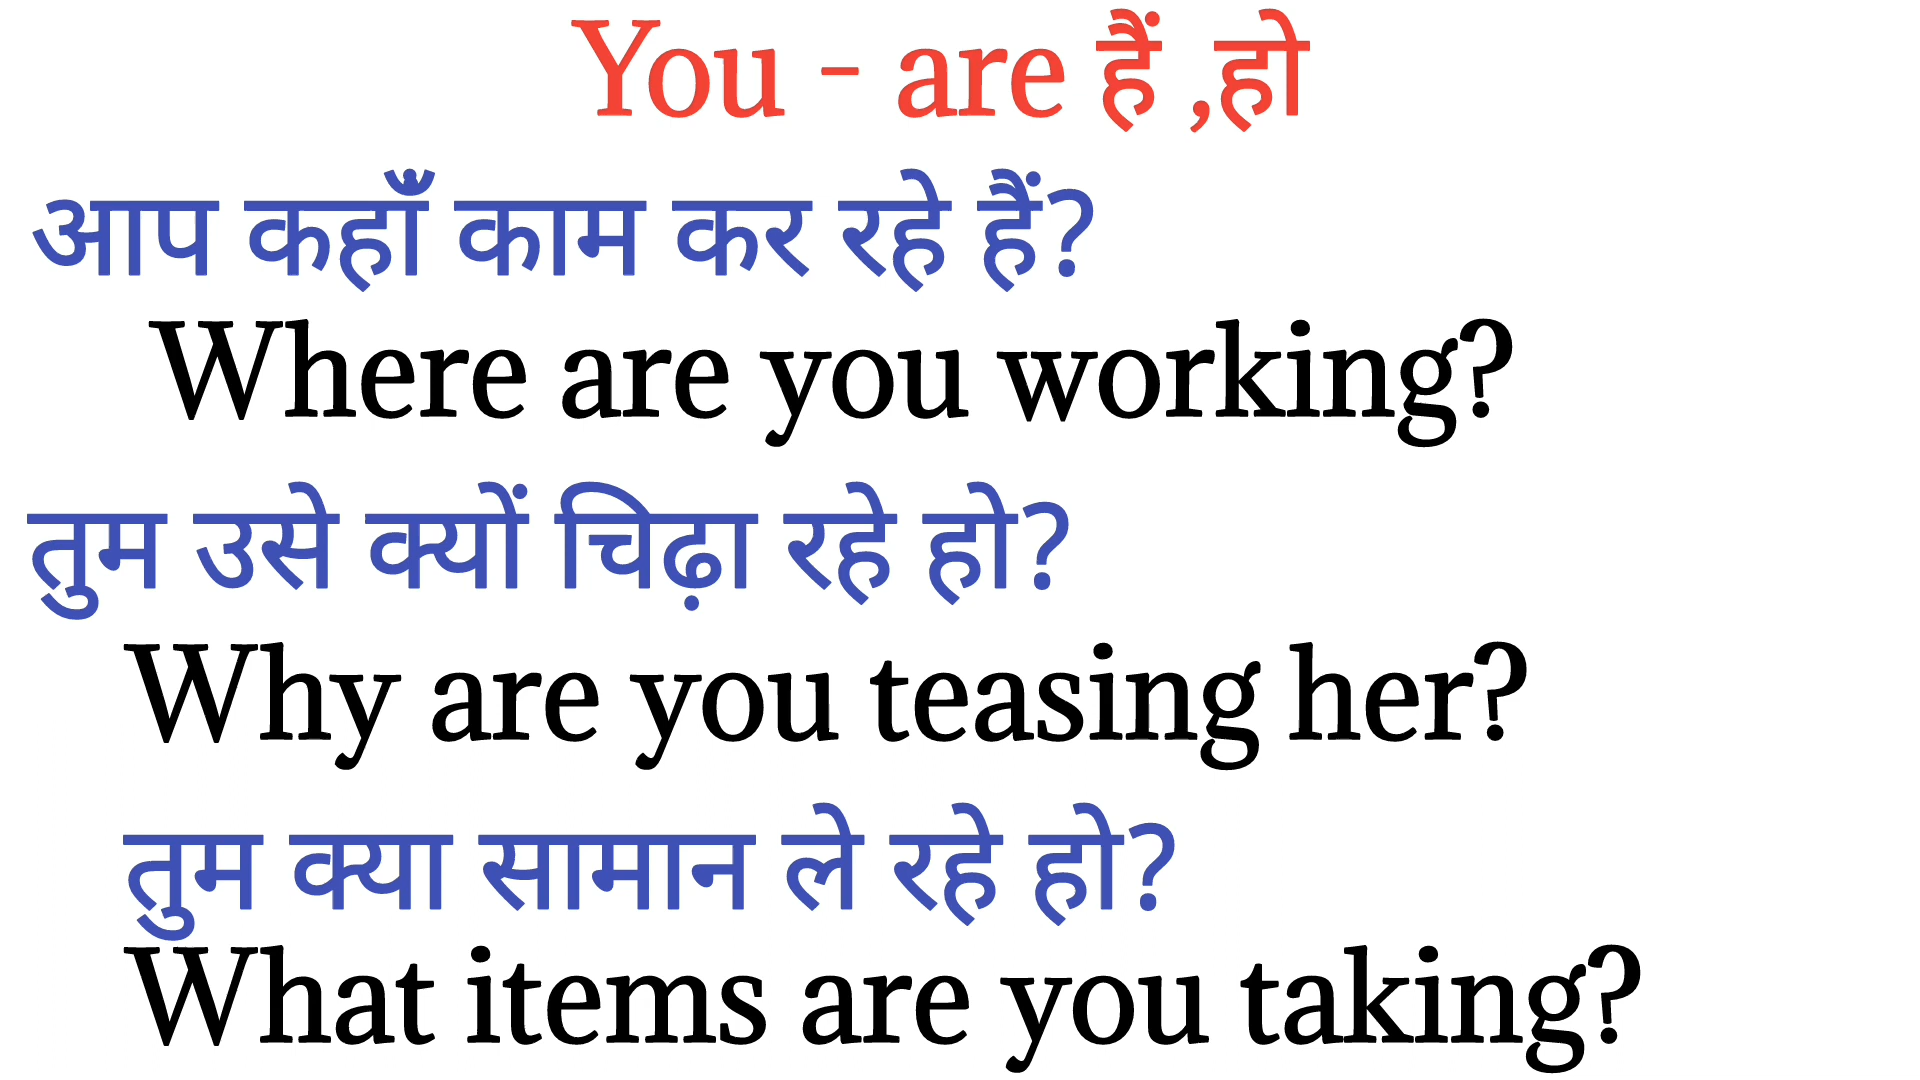 You - are हैं ,हो
आप कहाँ काम कर रहे हैं?
Where are you working?
तुम उसे क्यों चिढ़ा रहे हो?
Why are you teasing her?
तुम क्या सामान ले रहे हो?
What items are you taking?